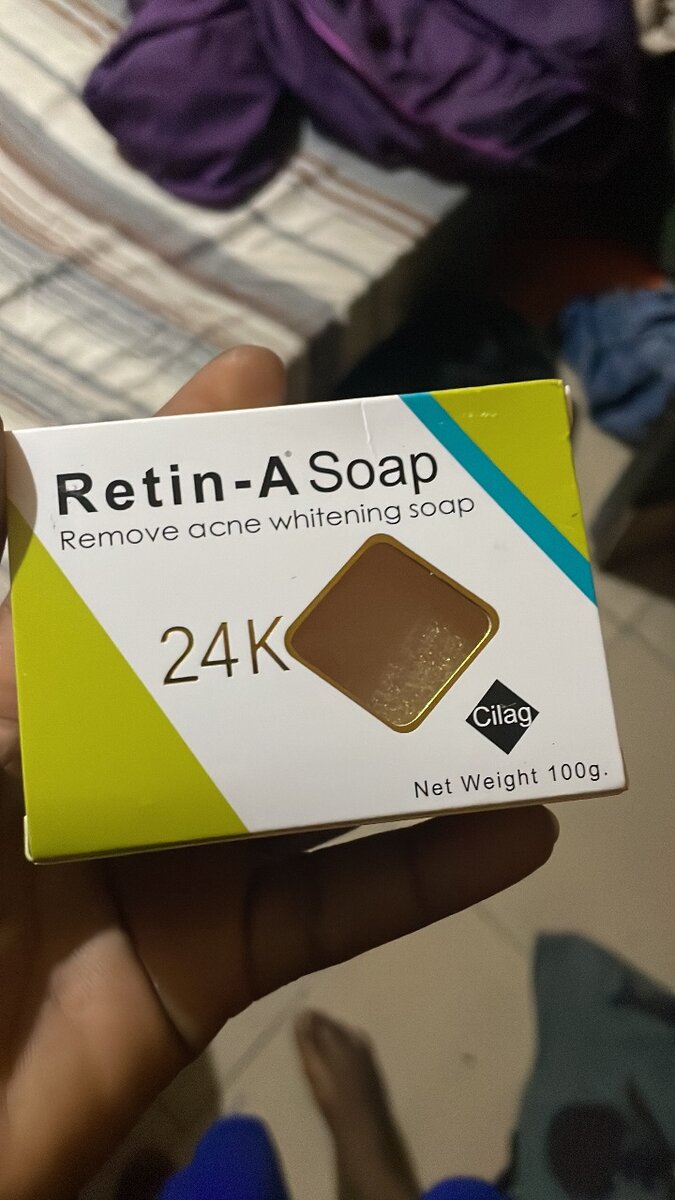 Retin-A® Soap
Remove acne whitening soap
24K
Cilag
Net Weight 100g.